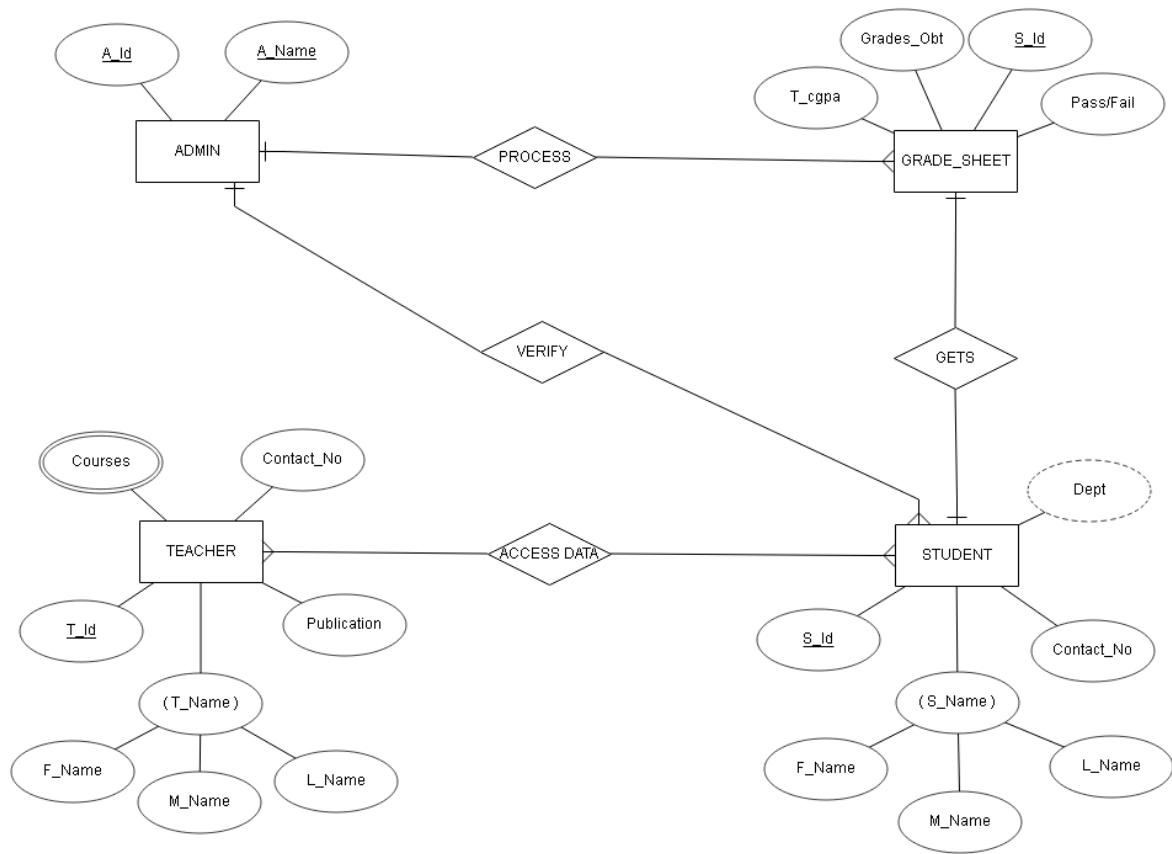 A_Id
A_Name
Grades_Obt
S_Id
T_cgpa
Pass/Fail
ADMIN
PROCESS
GRADE_SHEET
VERIFY
GETS
Courses
Contact_No
Dept
TEACHER
ACCESS DATA
STUDENT
T_Id
Publication
S_Id
Contact_No
( T_Name )
( S_Name )
F_Name
M_Name
L_Name
F_Name
M_Name
L_Name